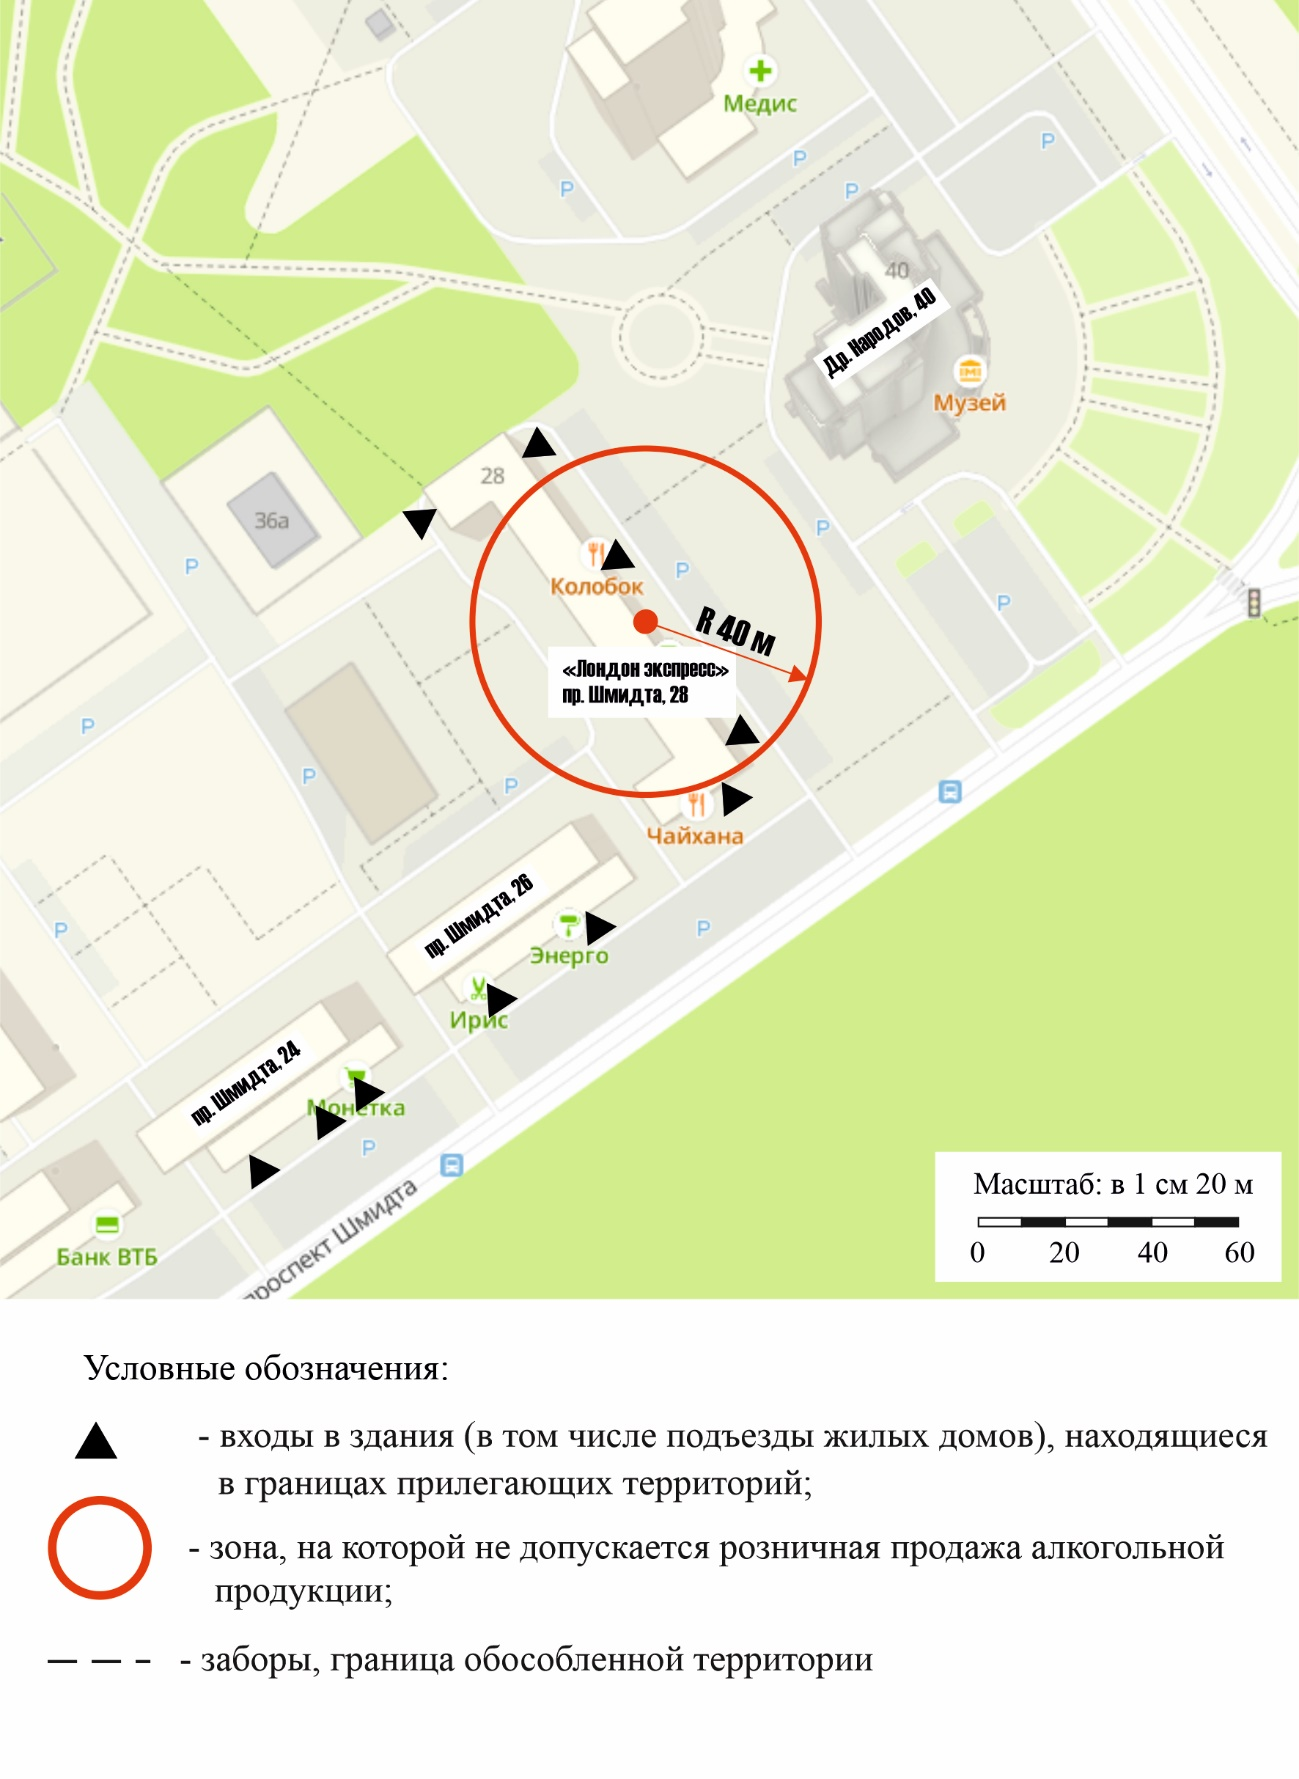 Медис
P
P
P
P
40
Др. Народов, 40
Музей
28
36а
P
P
P
P
Колобок
R 40 м
«Лондон экспресс»
пр. Шмидта, 28
P
P
P
Чайхана
пр. Шмидта, 26
P
P
Энерго
Ирис
пр. Шмидта, 24
Монетка
P
Банк ВТБ
проспект Шмидта
Масштаб: в 1 см 20 м
0 20 40 60
Условные обозначения:
- входы в здания (в том числе подъезды жилых домов), находящиеся
в границах прилегающих территорий;
- зона, на которой не допускается розничная продажа алкогольной
продукции;
- заборы, граница обособленной территории